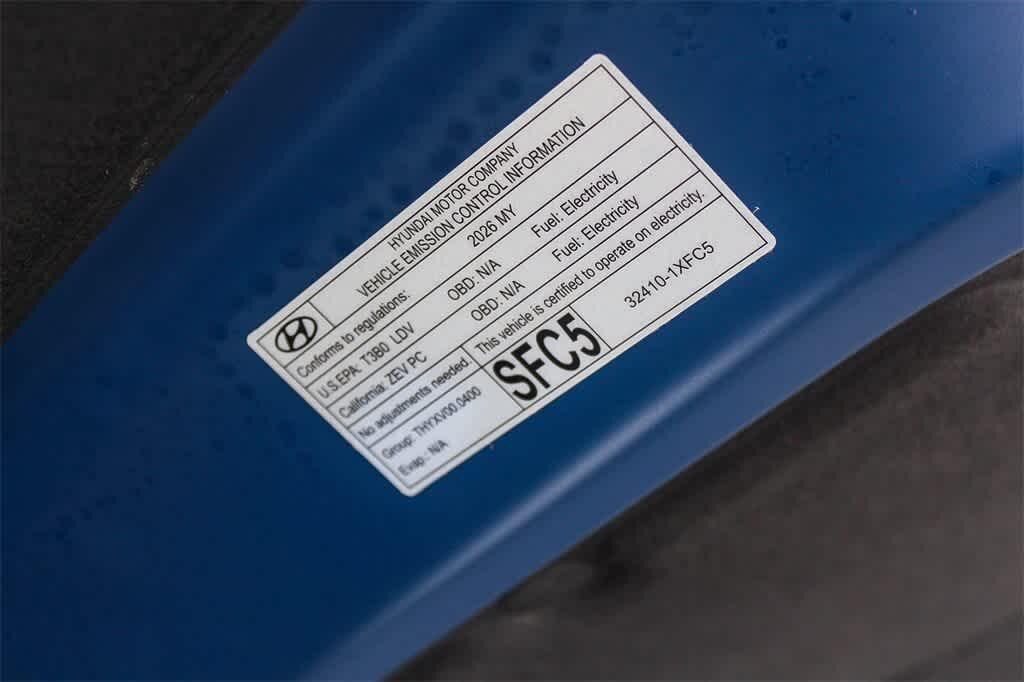 HYUNDAI MOTOR COMPANY
VEHICLE EMISSION CONTROL INFORMATION
Conforms to regulations: 2026 MY
U.S.EPA: T3B0 LDV OBD: N/A Fuel: Electricity
California: ZEV PC OBD: N/A Fuel: Electricity
No adjustments needed. This vehicle is certified to operate on electricity.
Group: THYXV00.0400
Evap.: N/A
SFC5
32410-1XFC5